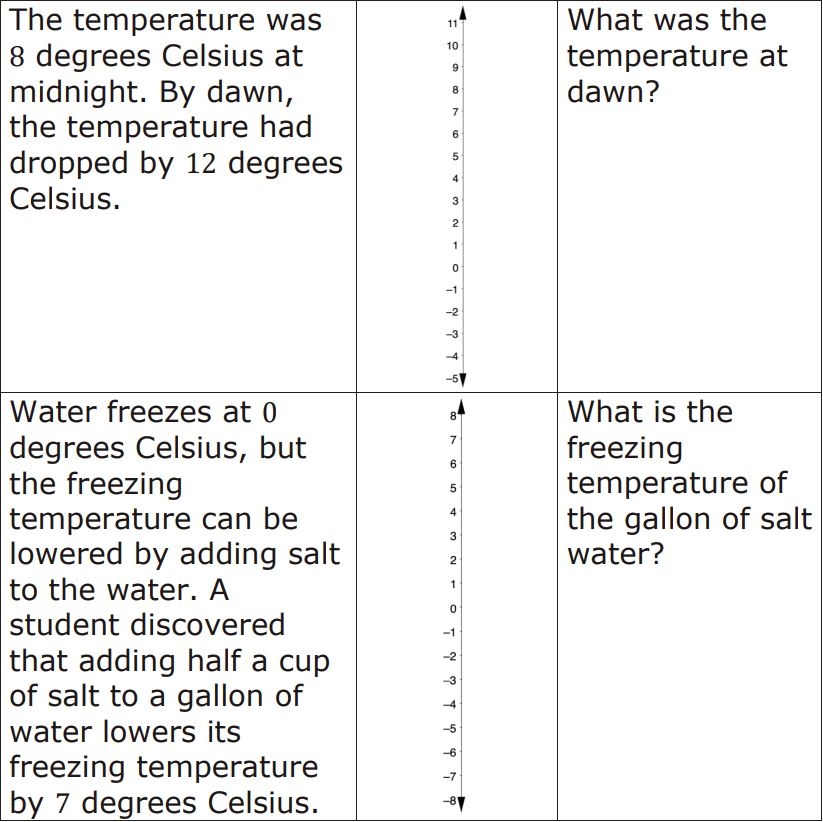 The temperature was
8 degrees Celsius at
midnight. By dawn,
the temperature had
dropped by 12 degrees
Celsius.
11
10
9
8
7
6
5
4
3
2
1
0
−1
−2
−3
−4
−5
What was the
temperature at
dawn?
Water freezes at 0
degrees Celsius, but
the freezing
temperature can be
lowered by adding salt
to the water. A
student discovered
that adding half a cup
of salt to a gallon of
water lowers its
freezing temperature
by 7 degrees Celsius.
8
7
6
5
4
3
2
1
0
−1
−2
−3
−4
−5
−6
−7
−8
What is the
freezing
temperature of
the gallon of salt
water?